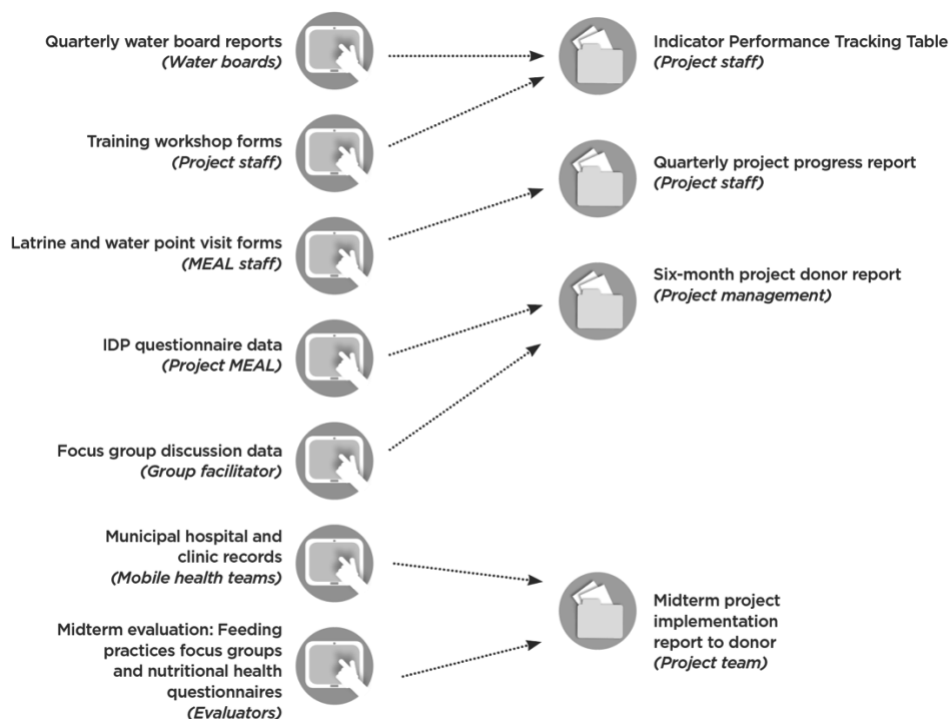 Quarterly water board reports
(Water boards)
Indicator Performance Tracking Table
(Project staff)
Training workshop forms
(Project staff)
Quarterly project progress report
(Project staff)
Latrine and water point visit forms
(MEAL staff)
Six-month project donor report
(Project management)
IDP questionnaire data
(Project MEAL)
Focus group discussion data
(Group facilitator)
Municipal hospital and
clinic records
(Mobile health teams)
Midterm evaluation: Feeding
practices focus groups
and nutritional health
questionnaires
(Evaluators)
Midterm project
implementation
report to donor
(Project team)